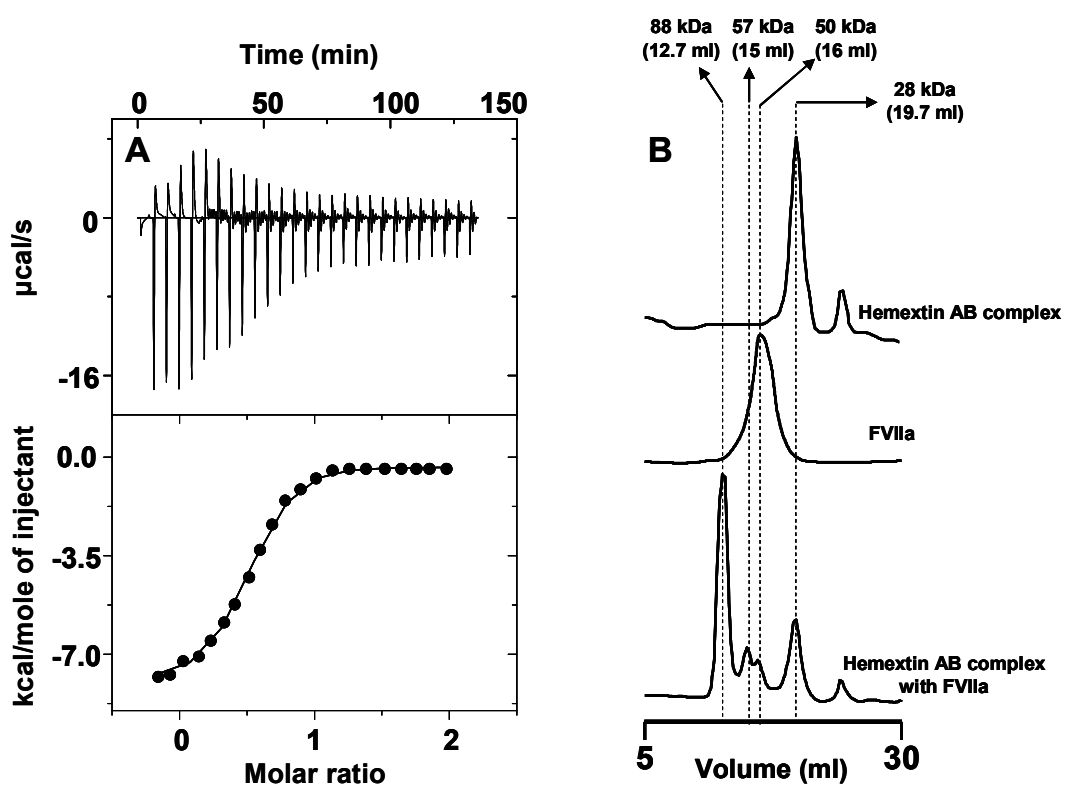 Time (min)
0 50 100 150
A
0
-16
µcal/s
0.0
-3.5
-7.0
kcal/mole of injectant
0 1 2
Molar ratio
88 kDa 57 kDa 50 kDa
(12.7 ml) (15 ml) (16 ml)
28 kDa
(19.7 ml)
B
Hemextin AB complex
FVIIa
Hemextin AB complex
with FVIIa
5 30
Volume (ml)